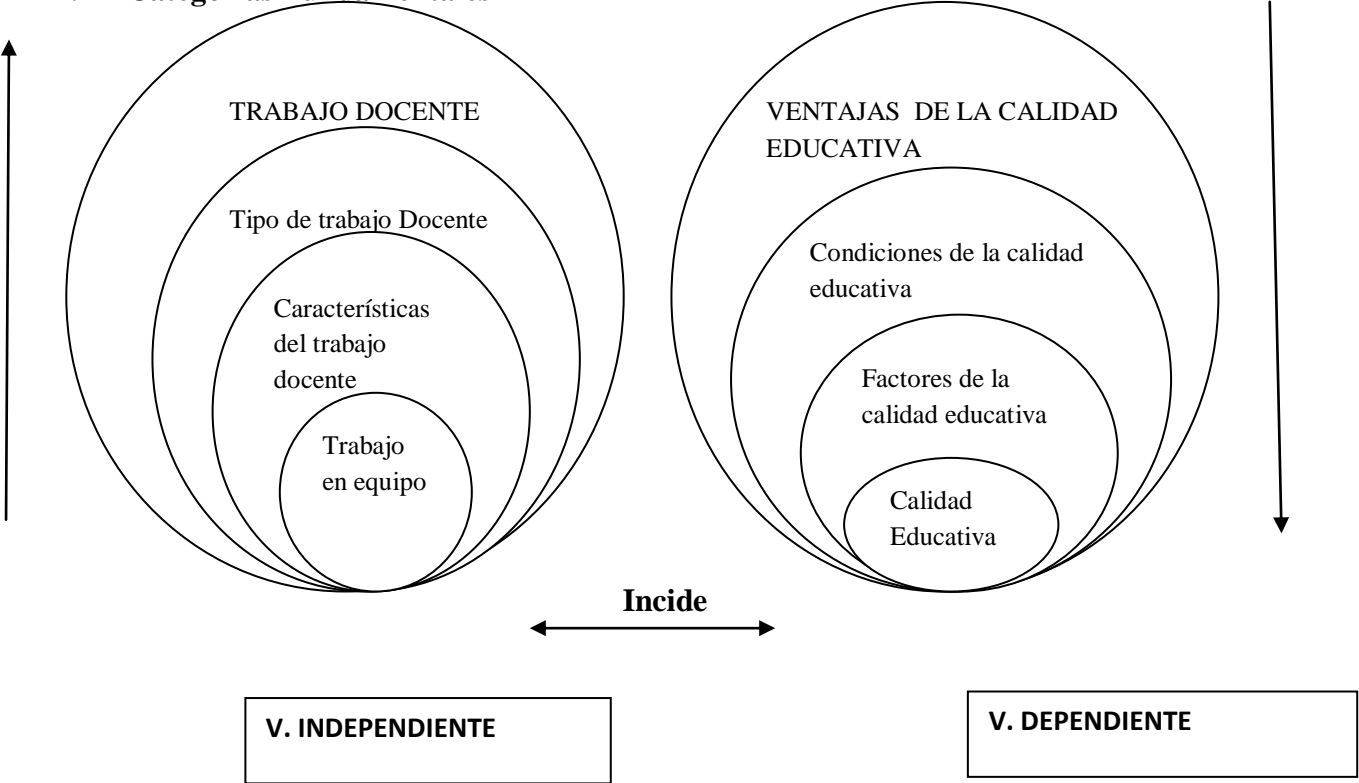 TRABAJO DOCENTE
Tipo de trabajo Docente
Características
del trabajo
docente
Trabajo
en equipo
VENTAJAS DE LA CALIDAD
EDUCATIVA
Condiciones de la calidad
educativa
Factores de la
calidad educativa
Calidad
Educativa
Incide
V. INDEPENDIENTE
V. DEPENDIENTE